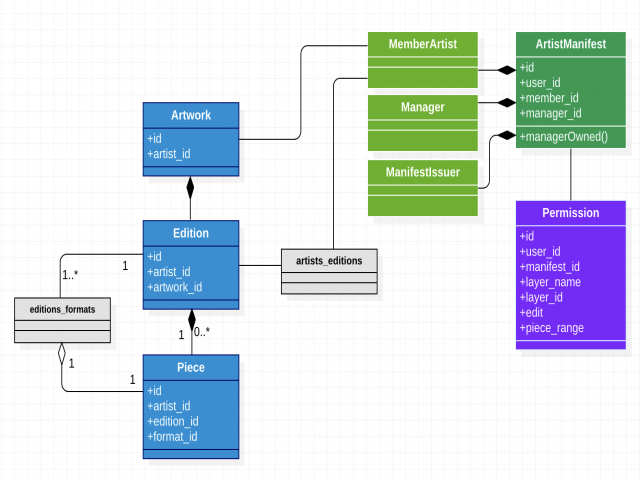 MemberArtist
ArtistManifest
+id
+user_id
+member_id
+manager_id
+managerOwned()
Manager
ManifestIssuer
Artwork
+id
+artist_id
Permission
+id
+user_id
+manifest_id
+layer_name
+layer_id
+edit
+piece_range
Edition
+id
+artist_id
+artwork_id
artists_editions
1
1..*
editions_formats
1
0..*
1
1
Piece
+id
+artist_id
+edition_id
+format_id